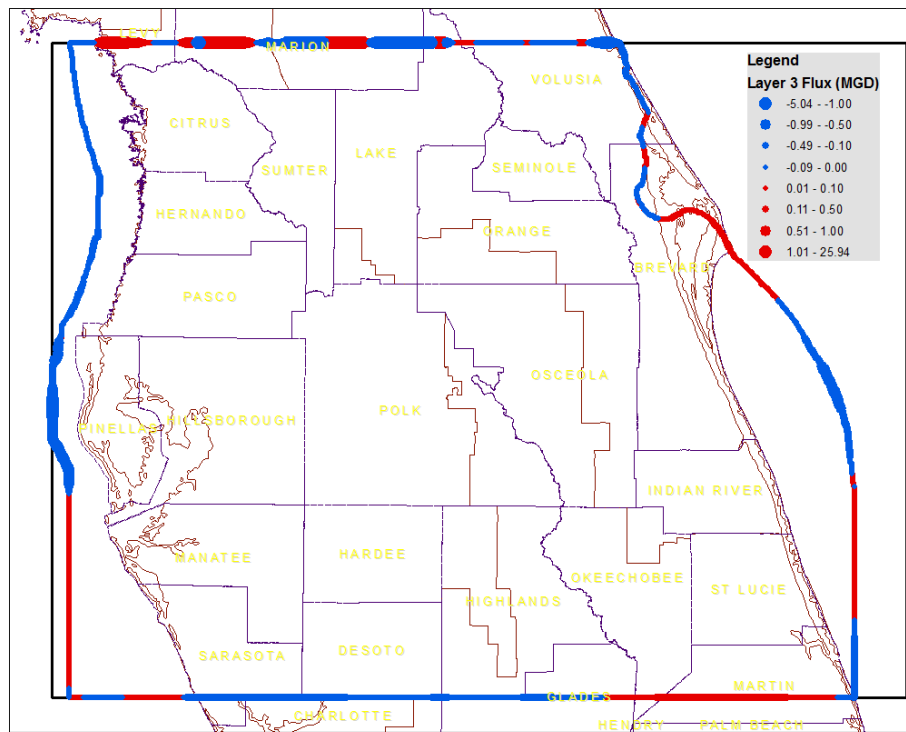 LEVY
MARION
VOLUSIA
Legend
Layer 3 Flux (MGD)
-5.04 - -1.00
-0.99 - -0.50
-0.49 - -0.10
-0.09 - 0.00
0.01 - 0.10
0.11 - 0.50
0.51 - 1.00
1.01 - 25.94
CITRUS
LAKE
SUMTER
SEMINOLE
HERNANDO
ORANGE
BREVARD
PASCO
OSCEOLA
POLK
PINELLAS
HILLSBOROUGH
INDIAN RIVER
MANATEE
HARDEE
OKEECHOBEE
ST LUCIE
HIGHLANDS
SARASOTA
DESOTO
MARTIN
GLADES
CHARLOTTE
HENDRY
PALM BEACH